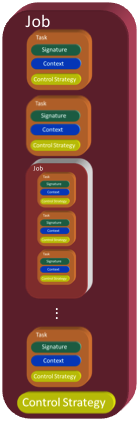 Job
Task
Signature
Context
Control Strategy
Task
Signature
Context
Control Strategy
Job
Task
Signature
Context
Control Strategy
Task
Signature
Context
Control Strategy
Task
Signature
Context
Control Strategy
⋮
Task
Signature
Context
Control Strategy
Control Strategy